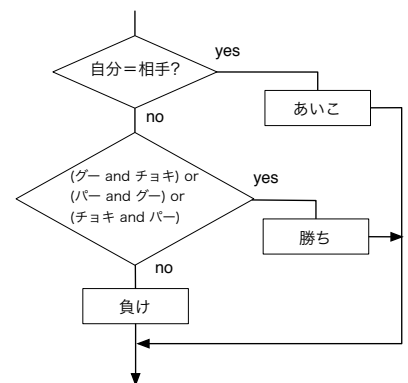 自分＝相手?
yes
あいこ
no
(グー and チョキ) or
(パー and グー) or
(チョキ and パー)
yes
勝ち
no
負け